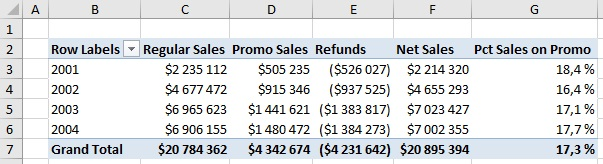 A B C D E F G
1
2 Row Labels Regular Sales Promo Sales Refunds Net Sales Pct Sales on Promo
3 2001 $2 235 112 $505 235 ($526 027) $2 214 320 18,4 %
4 2002 $4 677 472 $915 346 ($937 525) $4 655 293 16,4 %
5 2003 $6 965 623 $1 441 621 ($1 383 817) $7 023 427 17,1 %
6 2004 $6 906 155 $1 480 472 ($1 384 273) $7 002 355 17,7 %
7 Grand Total $20 784 362 $4 342 674 ($4 231 642) $20 895 394 17,3 %